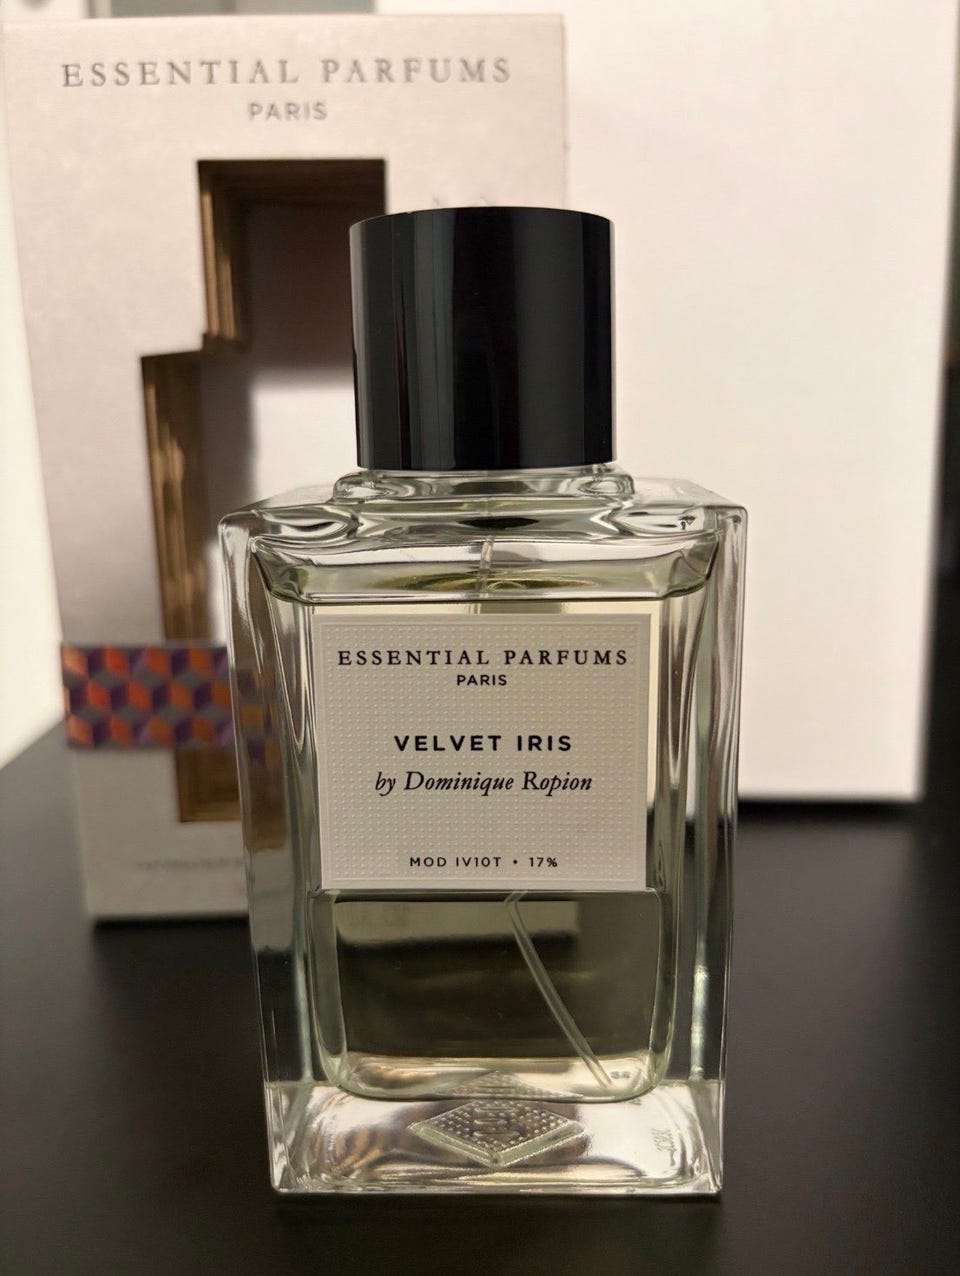 ESSENTIAL PARFUMS
PARIS
ESSENTIAL PARFUMS
PARIS
VELVET IRIS
by Dominique Ropion
MOD IV10T • 17%